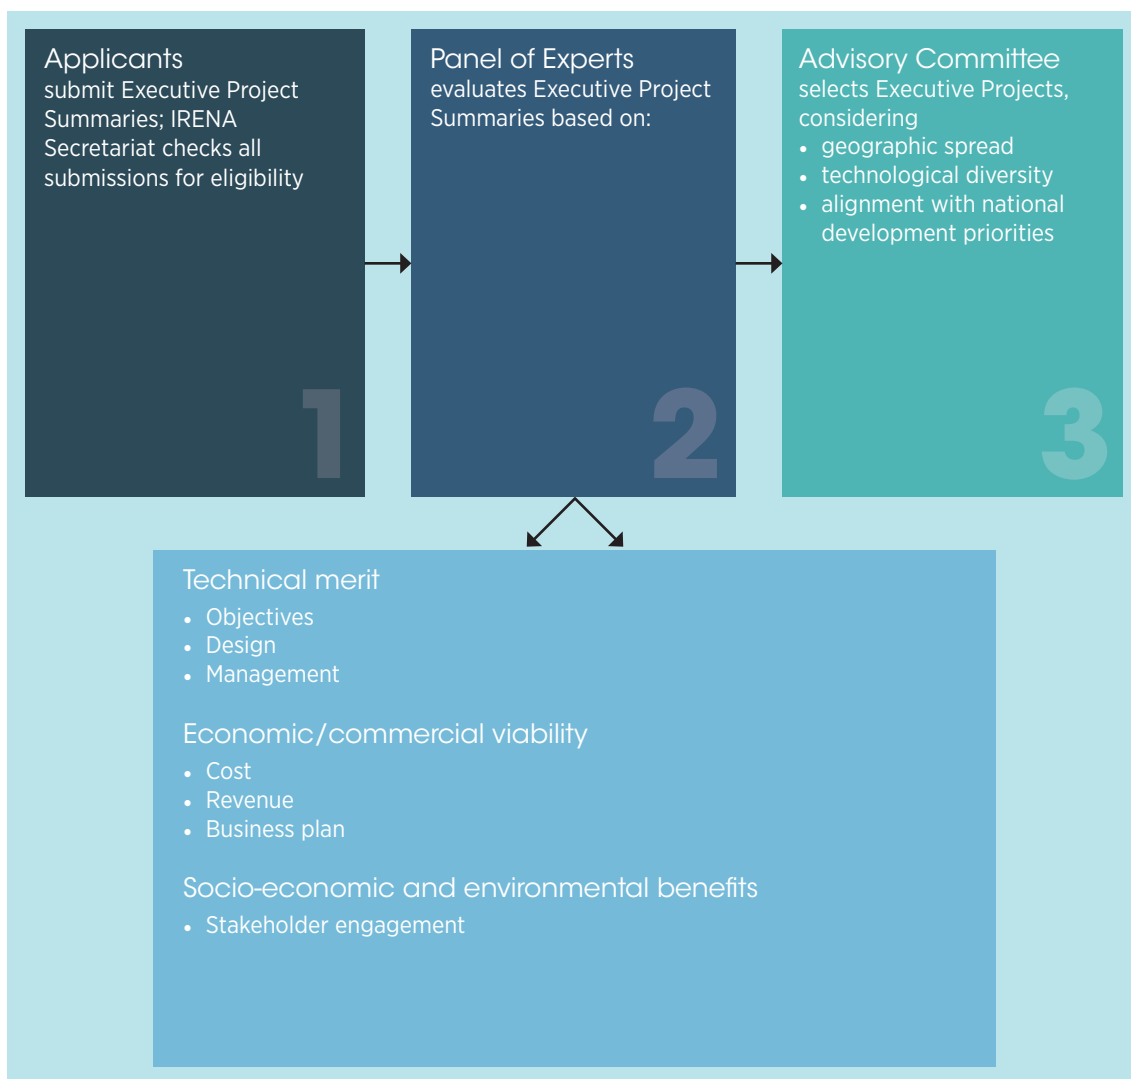 Applicants
submit Executive Project
Summaries; IRENA
Secretariat checks all
submissions for eligibility
1
Panel of Experts
evaluates Executive Project
Summaries based on:
2
Advisory Committee
selects Executive Projects,
considering
• geographic spread
• technological diversity
• alignment with national
development priorities
3
Technical merit
• Objectives
• Design
• Management
Economic/commercial viability
• Cost
• Revenue
• Business plan
Socio-economic and environmental benefits
• Stakeholder engagement